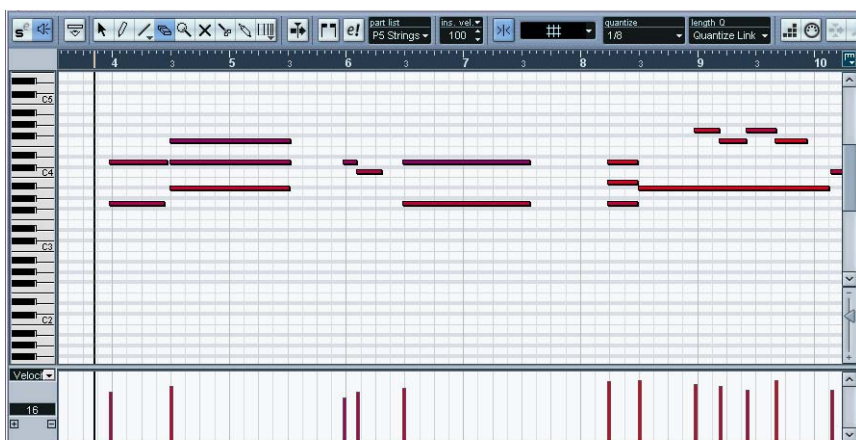 part list ins. vel. quantize length Q
e! P5 Strings 100 1/8 Quantize Link
4 3 5 3 6 3 7 3 8 3 9 3 10
C5
C4
C3
C2
Veloci
16